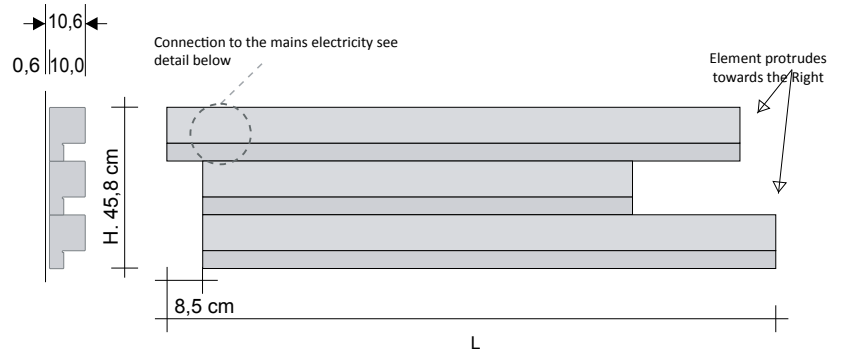 10,6
0,6 10,0
Connection to the mains electricity see
detail below
Element protrudes
towards the Right
H. 45,8 cm
8,5 cm
L